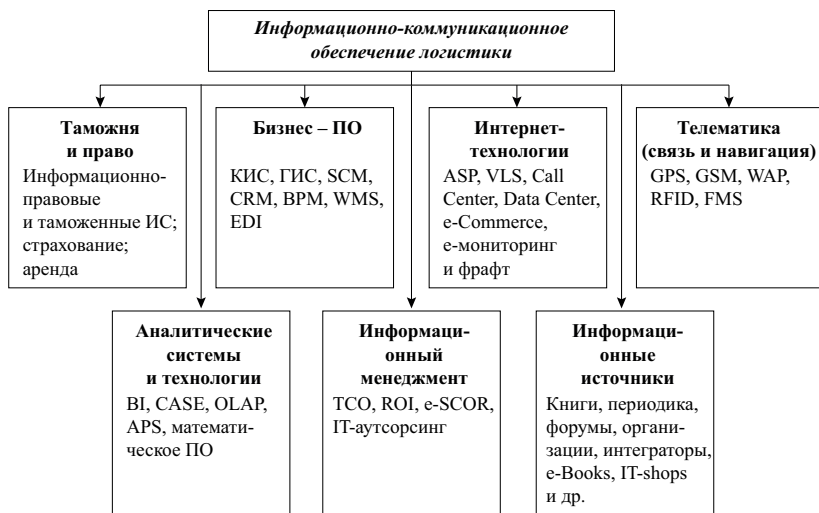 Информационно-коммуникационное
обеспечение логистики
Таможня
и право
Информационно-
правовые
и таможенные ИС;
страхование;
аренда
Бизнес – ПО
КИС, ГИС, SCM,
CRM, BPM, WMS,
EDI
Интернет-
технологии
ASP, VLS, Call
Center, Data Center,
e-Commerce,
е-мониторинг
и фрафт
Телематика
(связь и навигация)
GPS, GSM, WAP,
RFID, FMS
Аналитические
системы
и технологии
BI, CASE, OLAP,
APS, математи-
ческое ПО
Информаци-
онный
менеджмент
TCO, ROI, e-SCOR,
IT-аутсорсинг
Информаци-
онные
источники
Книги, периодика,
форумы, органи-
зации, интеграторы,
e-Books, IT-shops
и др.